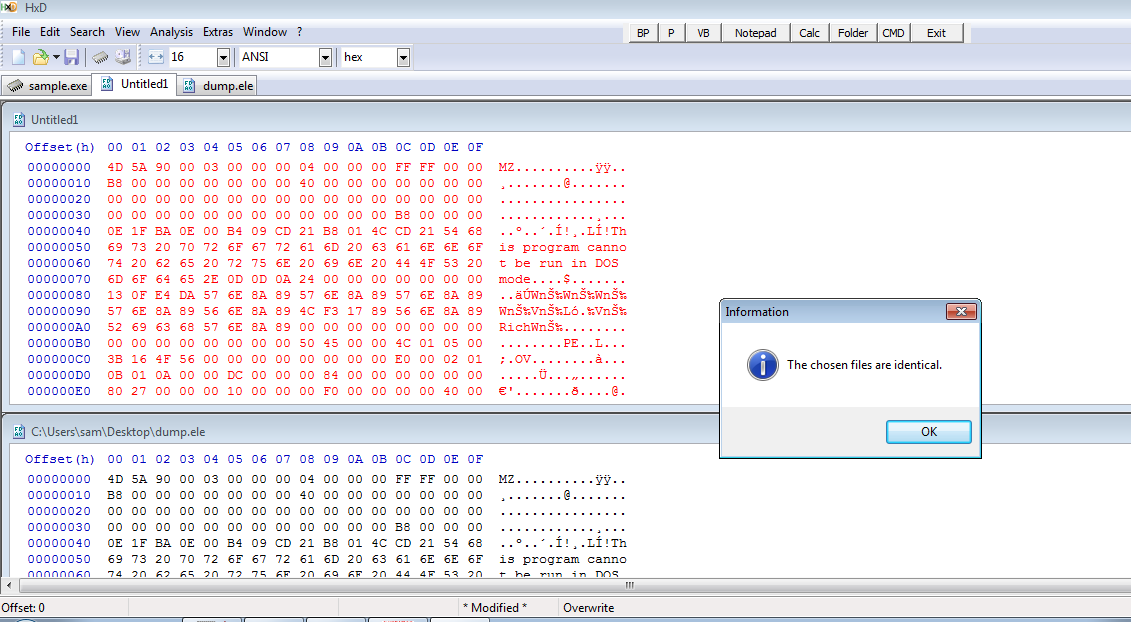 HxD
File Edit Search View Analysis Extras Window ?
BP P VB Notepad Calc Folder CMD Exit
16 ANSI hex
sample.exe Untitled1 dump.ele
Untitled1
Offset(h) 00 01 02 03 04 05 06 07 08 09 0A 0B 0C 0D 0E 0F
00000000 4D 5A 90 00 03 00 00 00 04 00 00 00 FF FF 00 00 MZ..........ÿÿ..
00000010 B8 00 00 00 00 00 00 00 40 00 00 00 00 00 00 00 ¸.......@.......
00000020 00 00 00 00 00 00 00 00 00 00 00 00 00 00 00 00 ................
00000030 00 00 00 00 00 00 00 00 00 00 00 00 B8 00 00 00 ............¸...
00000040 0E 1F BA 0E 00 B4 09 CD 21 B8 01 4C CD 21 54 68 ..º..´.Í!¸.LÍ!Th
00000050 69 73 20 70 72 6F 67 72 61 6D 20 63 61 6E 6E 6F is program canno
00000060 74 20 62 65 20 72 75 6E 20 69 6E 20 44 4F 53 20 t be run in DOS
00000070 6D 6F 64 65 2E 0D 0D 0A 24 00 00 00 00 00 00 00 mode....$.......
00000080 13 0F E4 DA 57 6E 8A 89 57 6E 8A 89 57 6E 8A 89 ..äÚWnŠ‰WnŠ‰WnŠ‰
00000090 57 6E 8A 89 56 6E 8A 89 4C F3 17 89 56 6E 8A 89 WnŠ‰VnŠ‰Ló.‰VnŠ‰
000000A0 52 69 63 68 57 6E 8A 89 00 00 00 00 00 00 00 00 RichWnŠ‰........
000000B0 00 00 00 00 00 00 00 00 50 45 00 00 4C 01 05 00 ........PE..L...
000000C0 3B 16 4F 56 00 00 00 00 00 00 00 00 E0 00 02 01 ;.OV........à...
000000D0 0B 01 0A 00 00 DC 00 00 00 84 00 00 00 00 00 00 .....Ü...„......
000000E0 80 27 00 00 00 10 00 00 00 F0 00 00 00 00 40 00 €'.......ð....@.
Information
The chosen files are identical.
OK
C:\Users\sam\Desktop\dump.ele
Offset(h) 00 01 02 03 04 05 06 07 08 09 0A 0B 0C 0D 0E 0F
00000000 4D 5A 90 00 03 00 00 00 04 00 00 00 FF FF 00 00 MZ..........ÿÿ..
00000010 B8 00 00 00 00 00 00 00 40 00 00 00 00 00 00 00 ¸.......@.......
00000020 00 00 00 00 00 00 00 00 00 00 00 00 00 00 00 00 ................
00000030 00 00 00 00 00 00 00 00 00 00 00 00 B8 00 00 00 ............¸...
00000040 0E 1F BA 0E 00 B4 09 CD 21 B8 01 4C CD 21 54 68 ..º..´.Í!¸.LÍ!Th
00000050 69 73 20 70 72 6F 67 72 61 6D 20 63 61 6E 6E 6F is program canno
00000060 74 20 62 65 20 72 75 6E 20 69 6E 20 44 4F 53 20 t be run in DOS
Offset: 0 * Modified * Overwrite